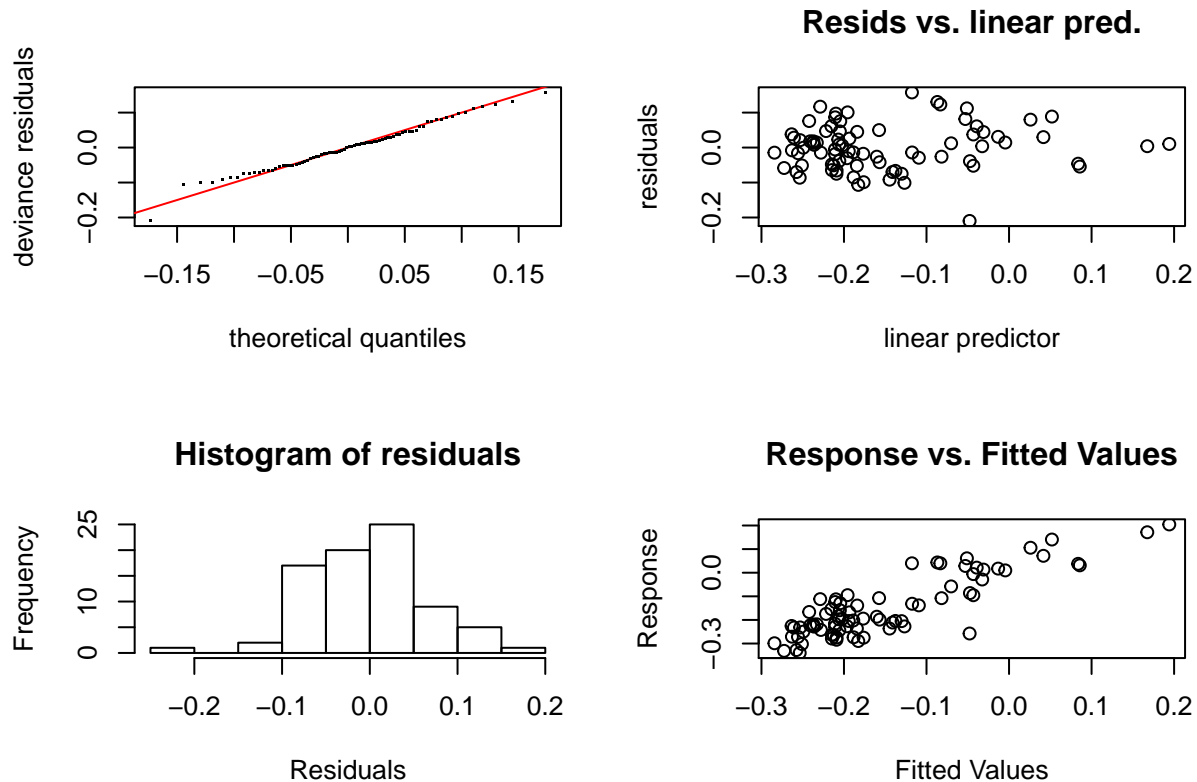 deviance residuals
0.0
−0.2
−0.15
−0.05
0.05
0.15
theoretical quantiles
Resids vs. linear pred.
residuals
0.0
−0.2
−0.3
−0.2
−0.1
0.0
0.1
0.2
linear predictor
Histogram of residuals
Frequency
25
10
0
−0.2
−0.1
0.0
0.1
0.2
Residuals
Response vs. Fitted Values
Response
0.0
−0.3
−0.3
−0.2
−0.1
0.0
0.1
0.2
Fitted Values